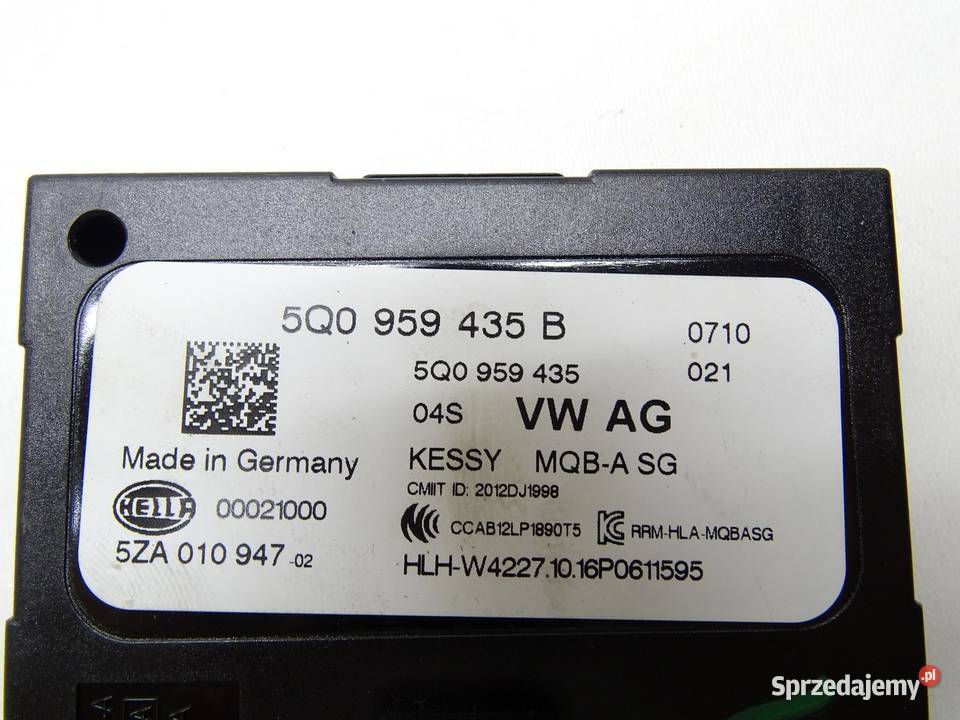 5Q0 959 435 B
0710
5Q0 959 435
021
04S VW AG
Made in Germany
KESSY MQB-A SG
CMIIT ID: 2012DJ1998
HELLA 00021000
CCAB12LP1890T5
RRM-HLA-MQBASG
5ZA 010 947 -02
HLH-W4227.10.16P0611595
Sprzedajemy.pl